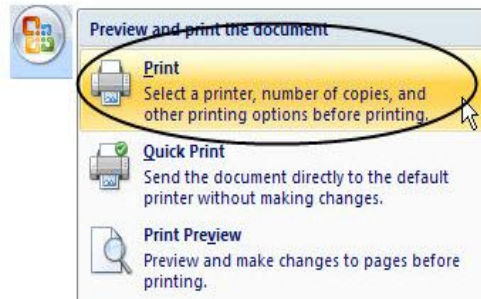 Preview and print the document
Print
Select a printer, number of copies, and
other printing options before printing.
Quick Print
Send the document directly to the default
printer without making changes.
Print Preview
Preview and make changes to pages before
printing.